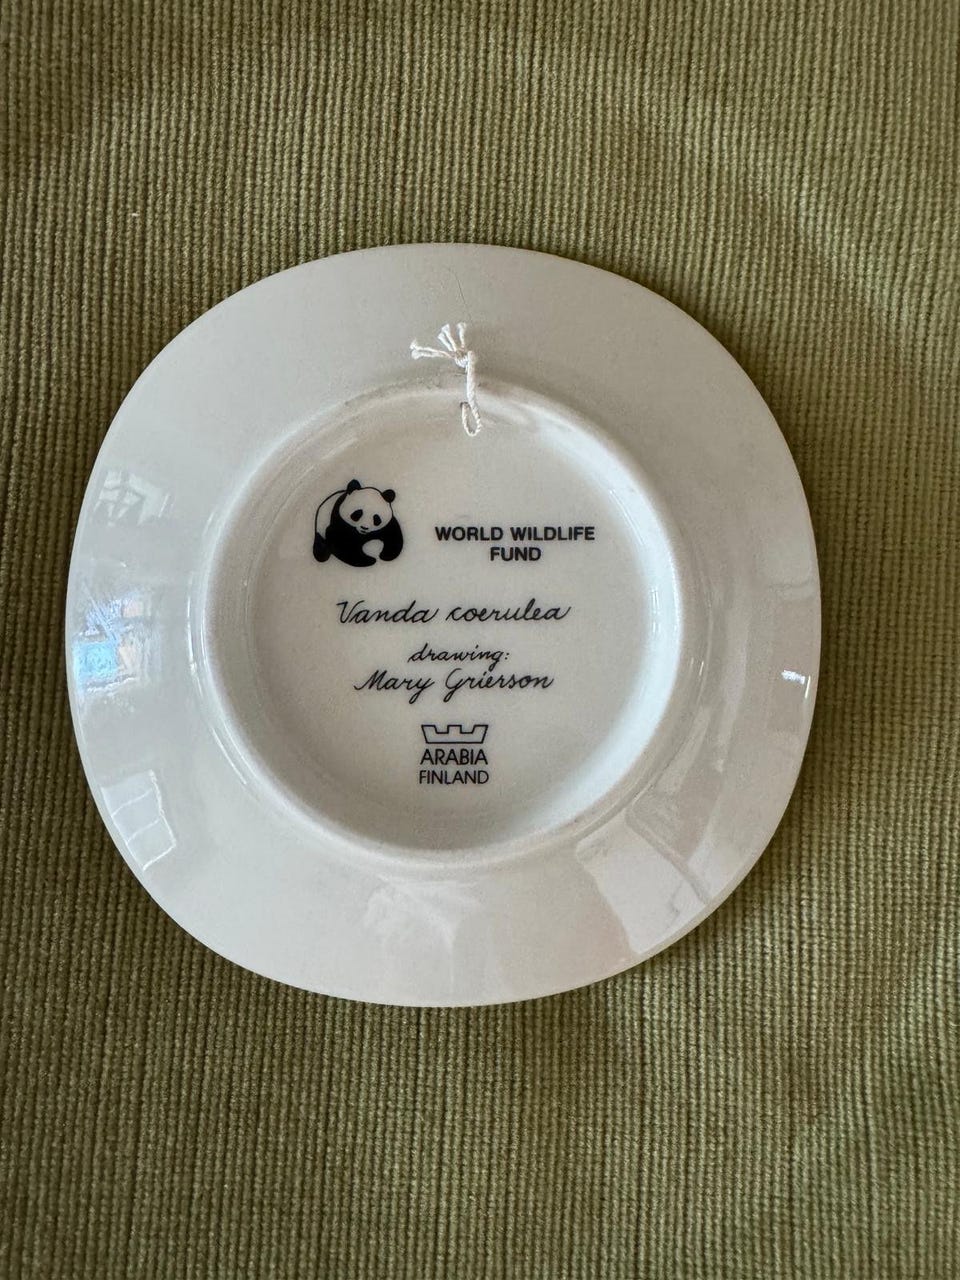 WORLD WILDLIFE
FUND
Vanda coerulea
drawing:
Mary Grierson
ARABIA
FINLAND